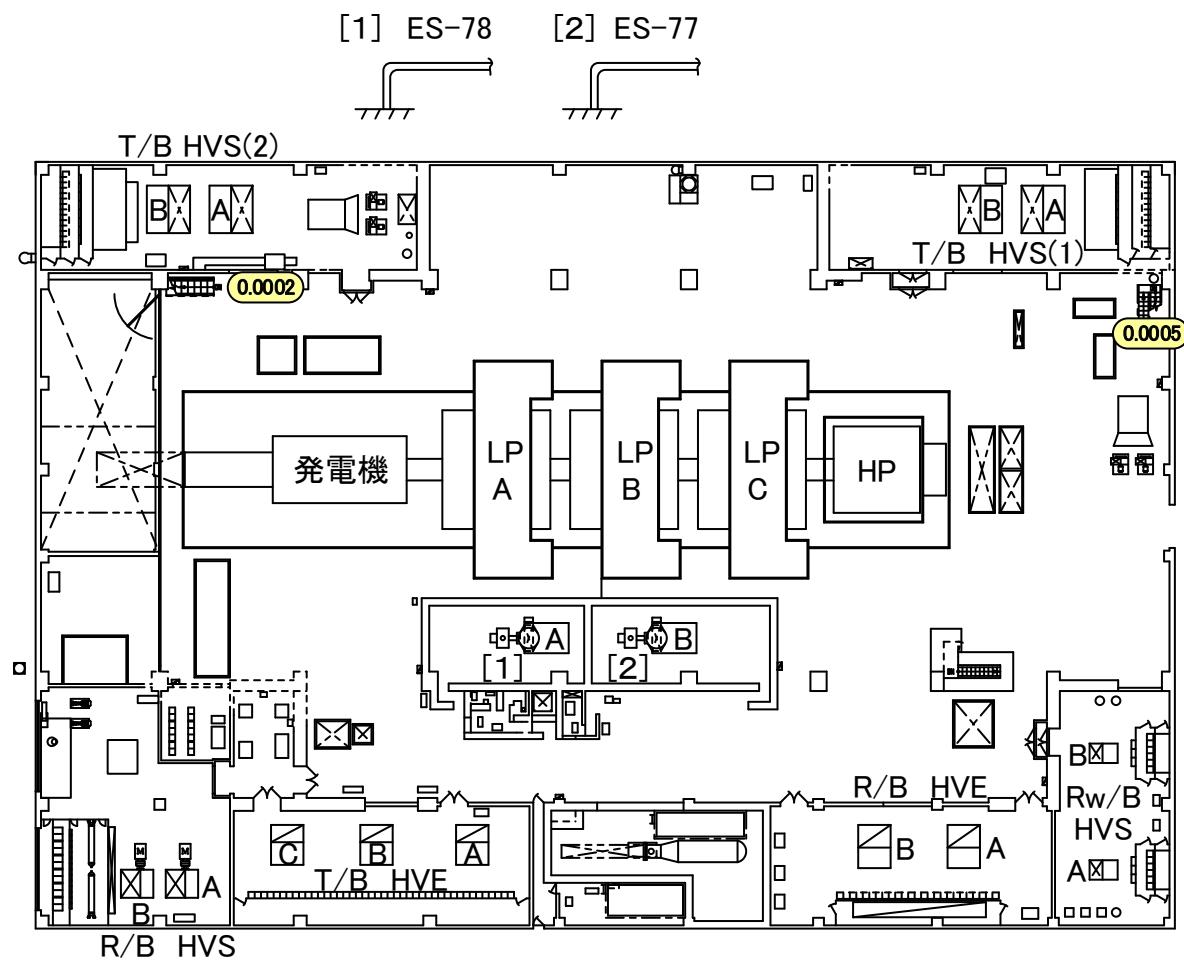 [1] ES-78
[2] ES-77
T/B HVS(2)
B
A
B
A
T/B HVS(1)
0.0002
0.0005
発電機
LP
A
LP
B
LP
C
HP
A
B
[1]
[2]
R/B HVE
B
Rw/B
HVS
A
C
B
A
T/B HVE
B
A
M
M
A
B
R/B HVS